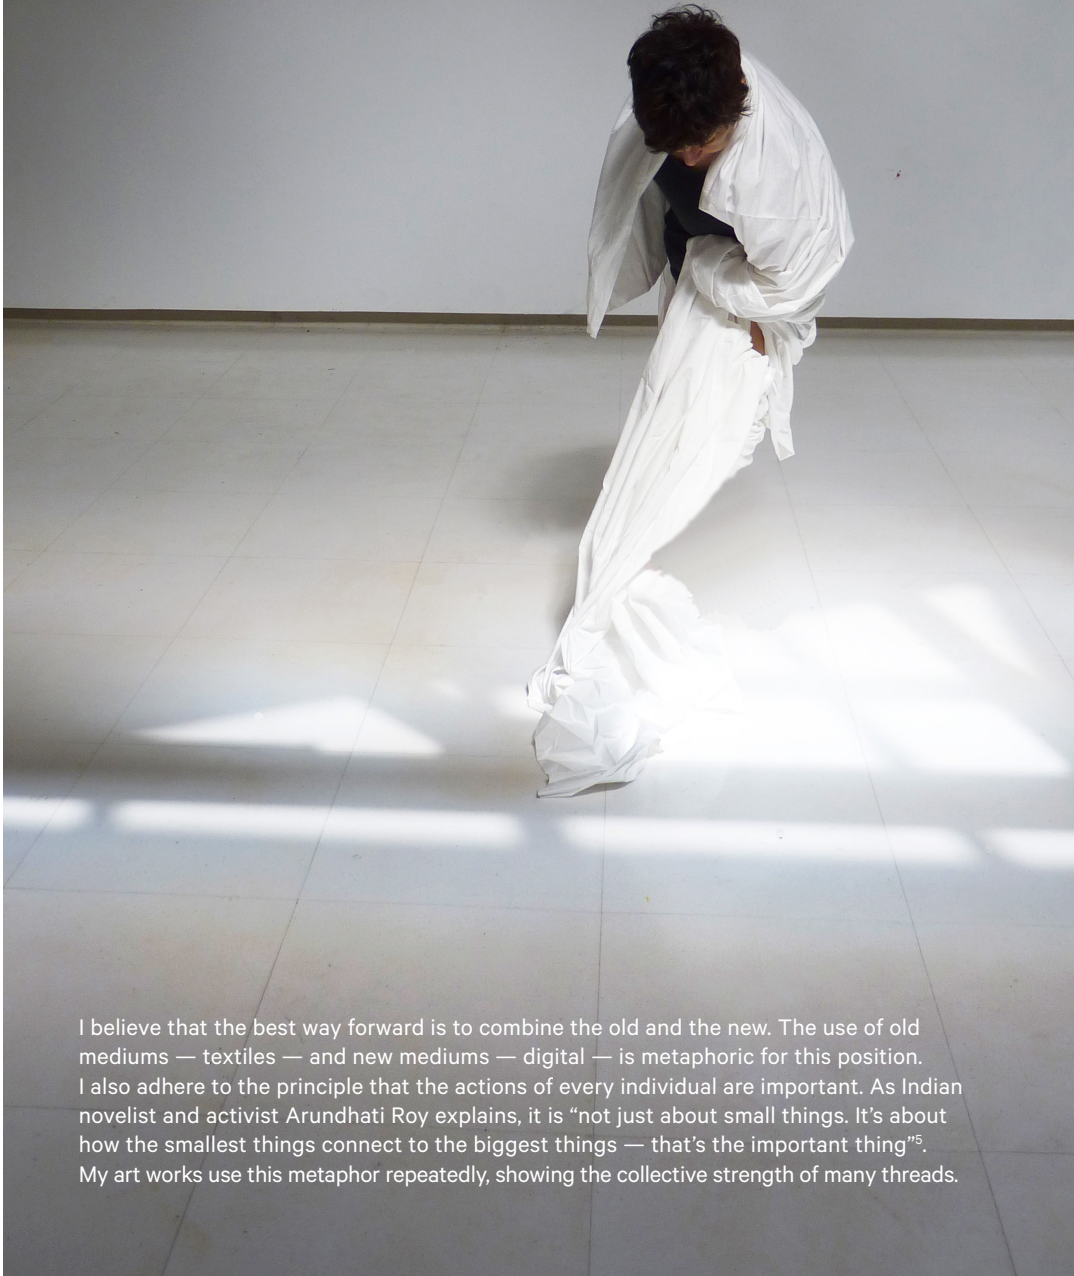 I believe that the best way forward is to combine the old and the new. The use of old
mediums — textiles — and new mediums — digital — is metaphoric for this position.
I also adhere to the principle that the actions of every individual are important. As Indian
novelist and activist Arundhati Roy explains, it is “not just about small things. It’s about
how the smallest things connect to the biggest things — that’s the important thing”⁵.
My art works use this metaphor repeatedly, showing the collective strength of many threads.